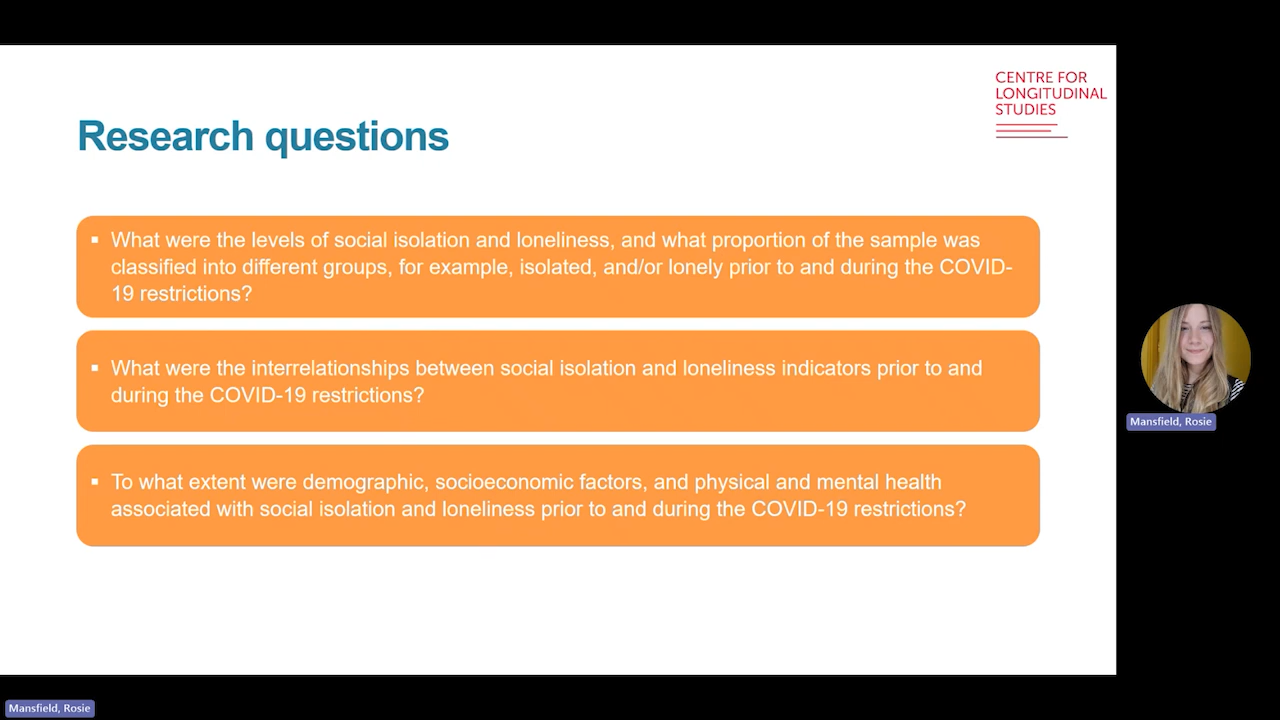 CENTRE FOR
LONGITUDINAL
STUDIES
Research questions
▪ What were the levels of social isolation and loneliness, and what proportion of the sample was
classified into different groups, for example, isolated, and/or lonely prior to and during the COVID-
19 restrictions?
▪ What were the interrelationships between social isolation and loneliness indicators prior to and
during the COVID-19 restrictions?
▪ To what extent were demographic, socioeconomic factors, and physical and mental health
associated with social isolation and loneliness prior to and during the COVID-19 restrictions?
Mansfield, Rosie
Mansfield, Rosie